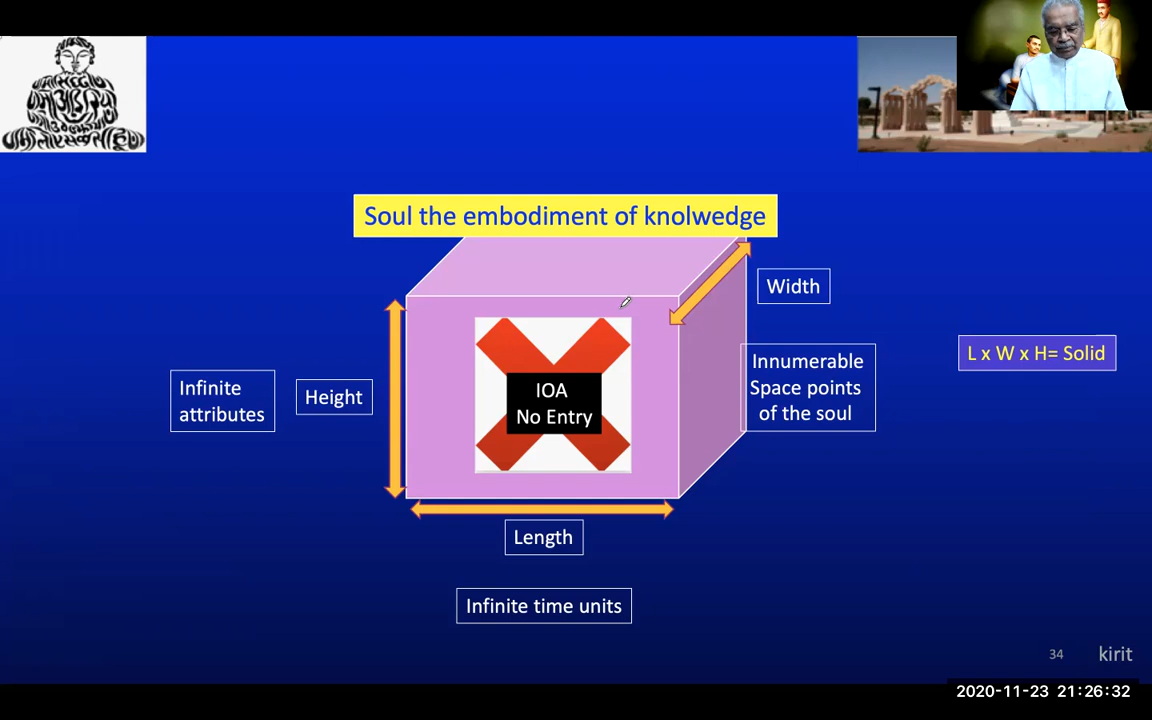 Soul the embodiment of knolwedge
Width
L x W x H= Solid
Innumerable
Space points
of the soul
Infinite
attributes
Height
IOA
No Entry
Length
Infinite time units
34
kirit
2020-11-23 21:26:32